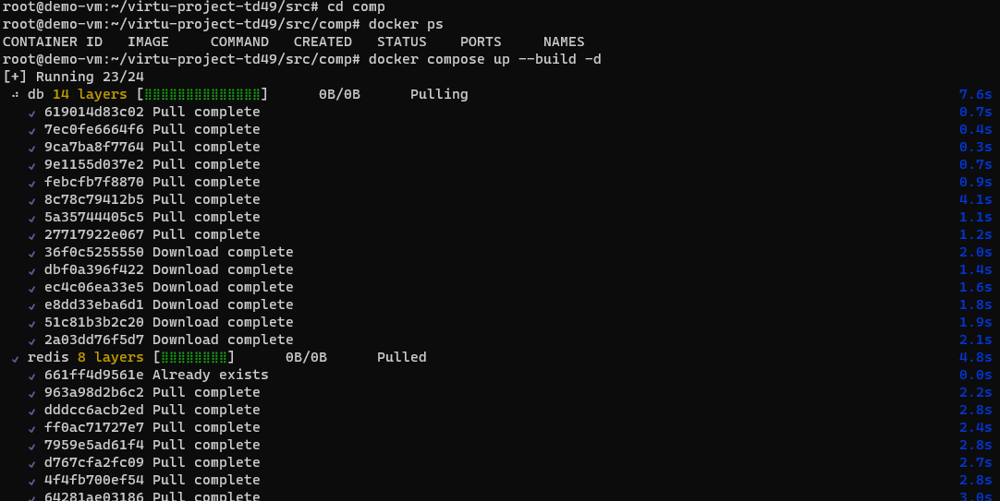 root@demo-vm:~/virtu-project-td49/src# cd comp
root@demo-vm:~/virtu-project-td49/src/comp# docker ps
CONTAINER ID   IMAGE     COMMAND   CREATED   STATUS    PORTS     NAMES
root@demo-vm:~/virtu-project-td49/src/comp# docker compose up --build -d
[+] Running 23/24
⠴ db 14 layers [⣿⣿⣿⣿⣿⣿⣿⣿⣿⣿⣿⣿⣿⣿]      0B/0B      Pulling 7.6s
✓ 619014d83c02 Pull complete 0.7s
✓ 7ec0fe6664f6 Pull complete 0.4s
✓ 9ca7ba8f7764 Pull complete 0.3s
✓ 9e1155d037e2 Pull complete 0.7s
✓ febcfb7f8870 Pull complete 0.9s
✓ 8c78c79412b5 Pull complete 4.1s
✓ 5a35744405c5 Pull complete 1.1s
✓ 27717922e067 Pull complete 1.2s
✓ 36f0c5255550 Download complete 2.0s
✓ dbf0a396f422 Download complete 1.4s
✓ ec4c06ea33e5 Download complete 1.6s
✓ e8dd33eba6d1 Download complete 1.8s
✓ 51c81b3b2c20 Download complete 1.9s
✓ 2a03dd76f5d7 Download complete 2.1s
✓ redis 8 layers [⣿⣿⣿⣿⣿⣿⣿⣿]      0B/0B      Pulled 4.8s
✓ 661ff4d9561e Already exists 0.0s
✓ 963a98d2b6c2 Pull complete 2.2s
✓ dddcc6acb2ed Pull complete 2.8s
✓ ff0ac71727e7 Pull complete 2.4s
✓ 7959e5ad61f4 Pull complete 2.8s
✓ d767cfa2fc09 Pull complete 2.7s
✓ 4f4fb700ef54 Pull complete 2.8s
✓ 64281ae03186 Pull complete 3.0s